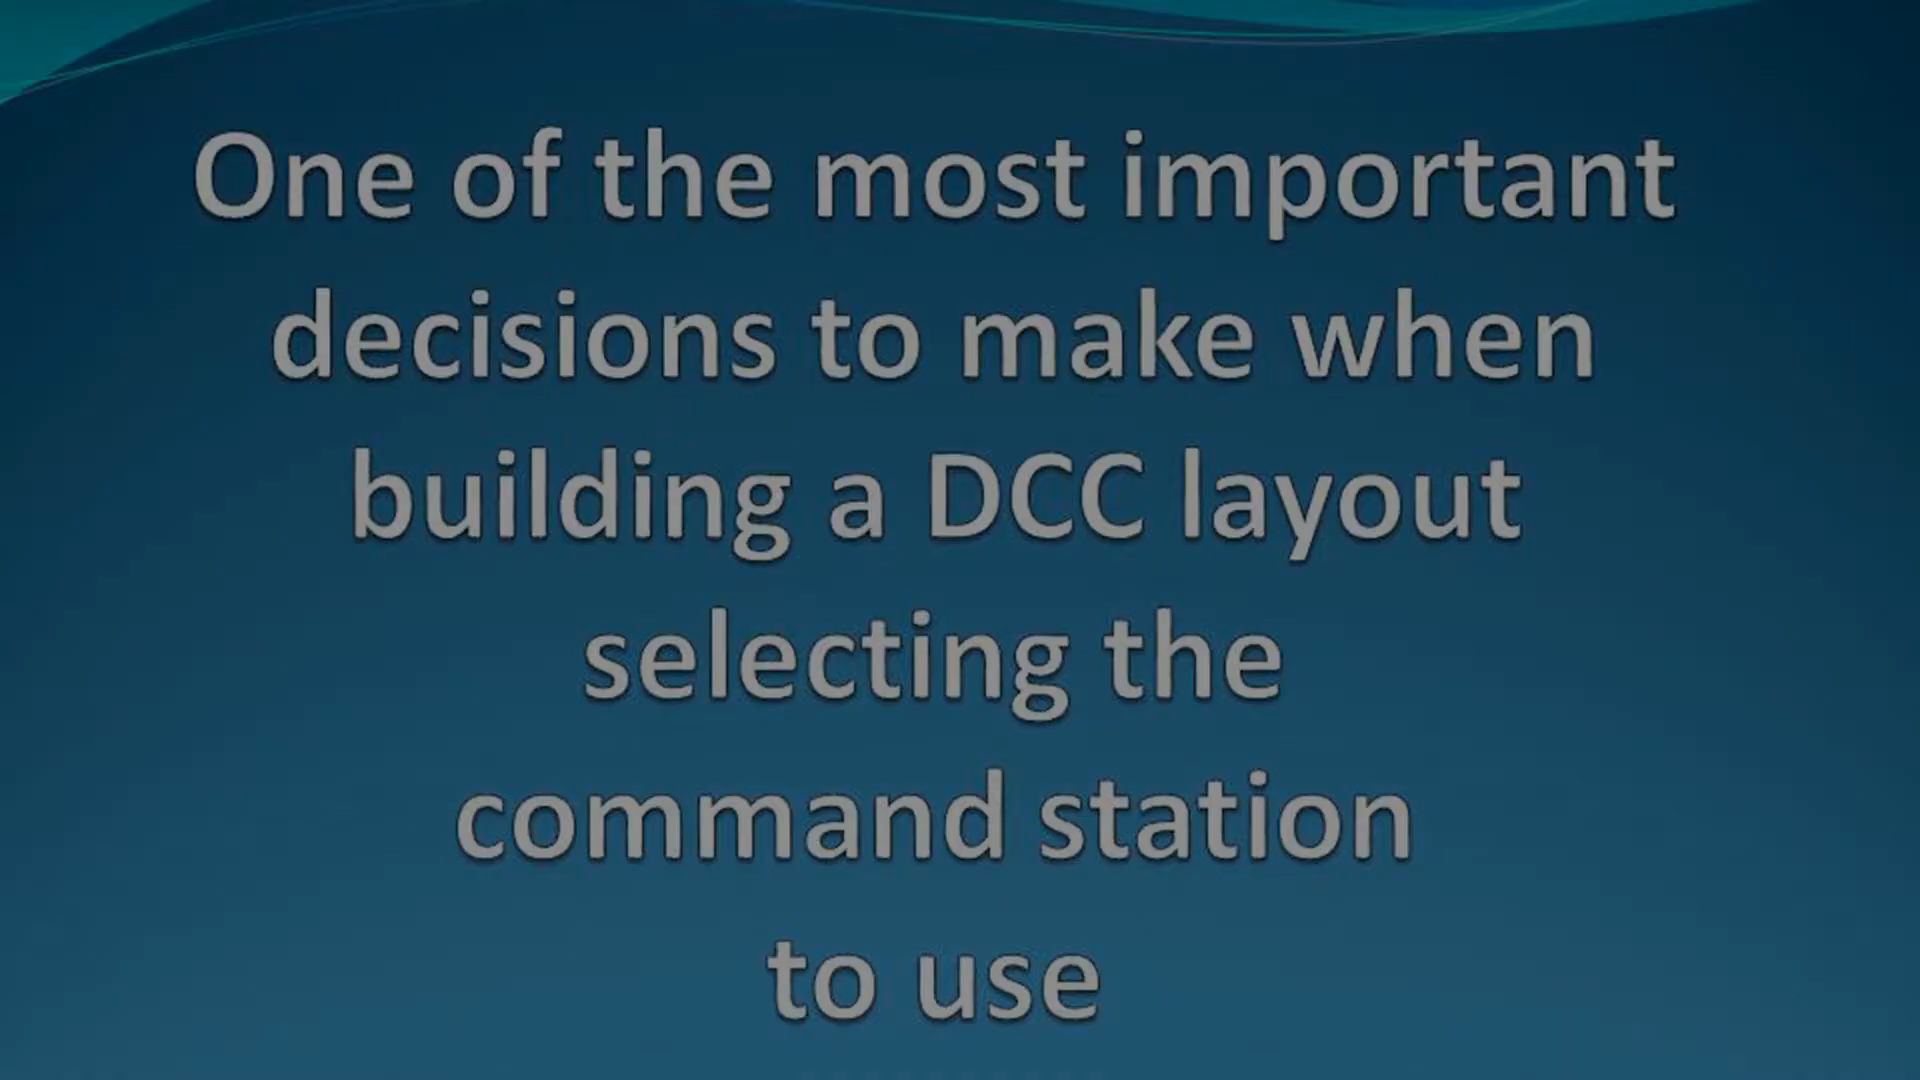 One of the most important
decisions to make when
building a DCC layout
selecting the
command station
to use